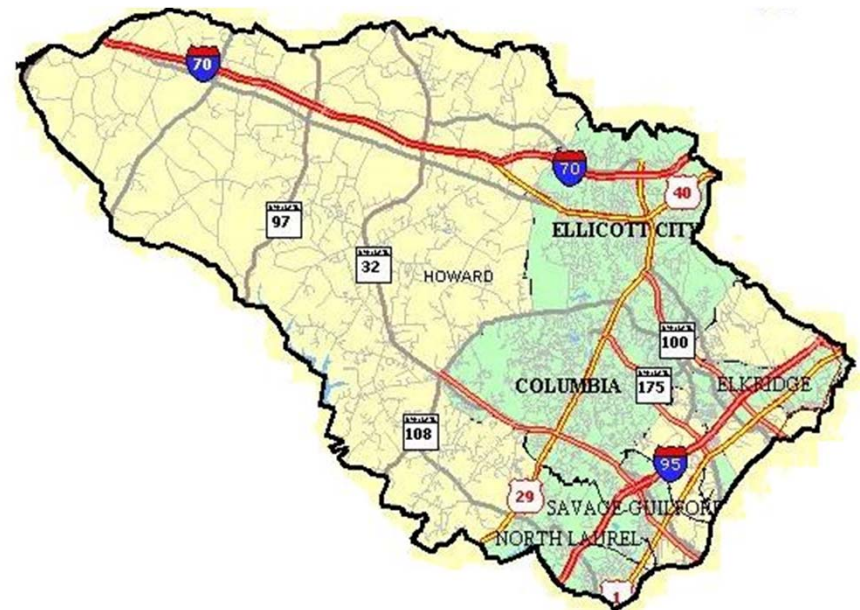 70
70
40
ELLICOTT CITY
97
32
HOWARD
100
COLUMBIA
175
ELKRIDGE
108
95
29
SAVAGE-GUILFORD
NORTH LAUREL
1